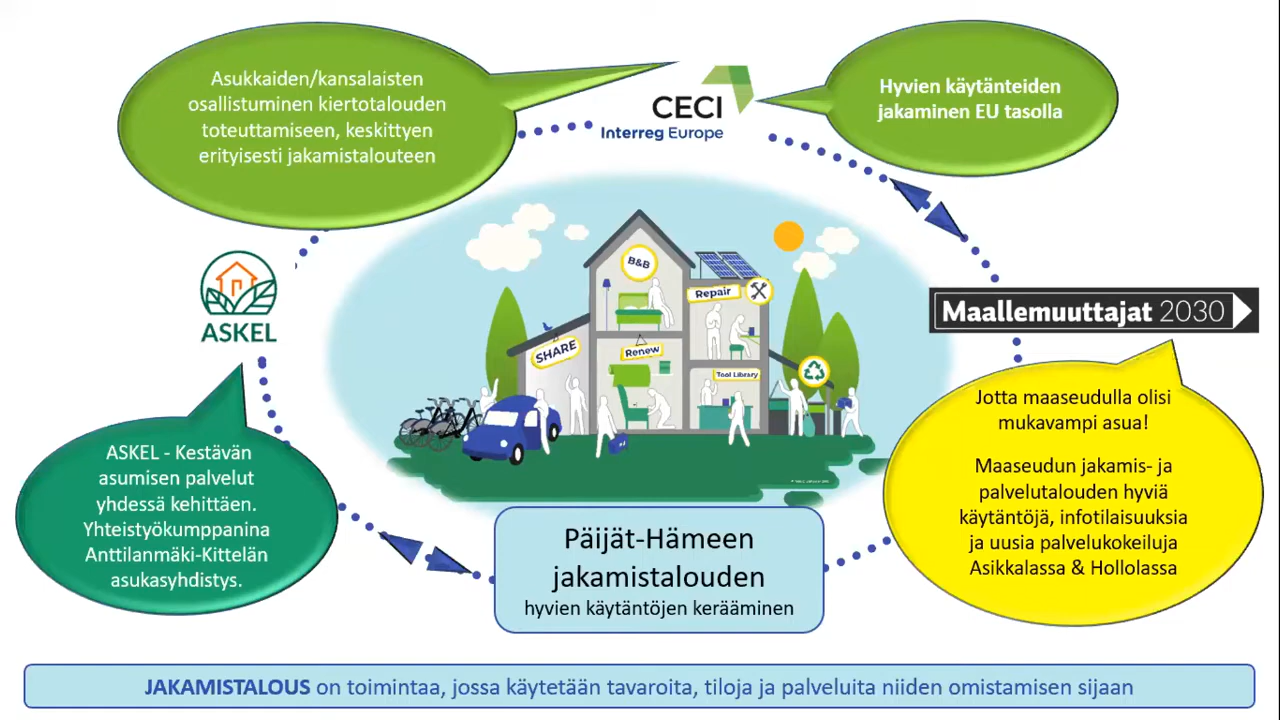 Asukkaiden/kansalaisten
osallistuminen kiertotalouden
toteuttamiseen, keskittyen
erityisesti jakamistalouteen
CECI
Interreg Europe
Hyvien käytänteiden
jakaminen EU tasolla
ASKEL
B&B
Repair
SHARE
Renew
Tool Library
Maallemuuttajat 2030
ASKEL - Kestävän
asumisen palvelut
yhdessä kehittäen.
Yhteistyökumppanina
Anttilanmäki-Kittelän
asukasyhdistys.
Jotta maaseudulla olisi
mukavampi asua!
Maaseudun jakamis- ja
palvelutalouden hyviä
käytäntöjä, infotilaisuuksia
ja uusia palvelukokeiluja
Asikkalassa & Hollolassa
Päijät-Hämeen
jakamistalouden
hyvien käytäntöjen kerääminen
JAKAMISTALOUS on toimintaa, jossa käytetään tavaroita, tiloja ja palveluita niiden omistamisen sijaan